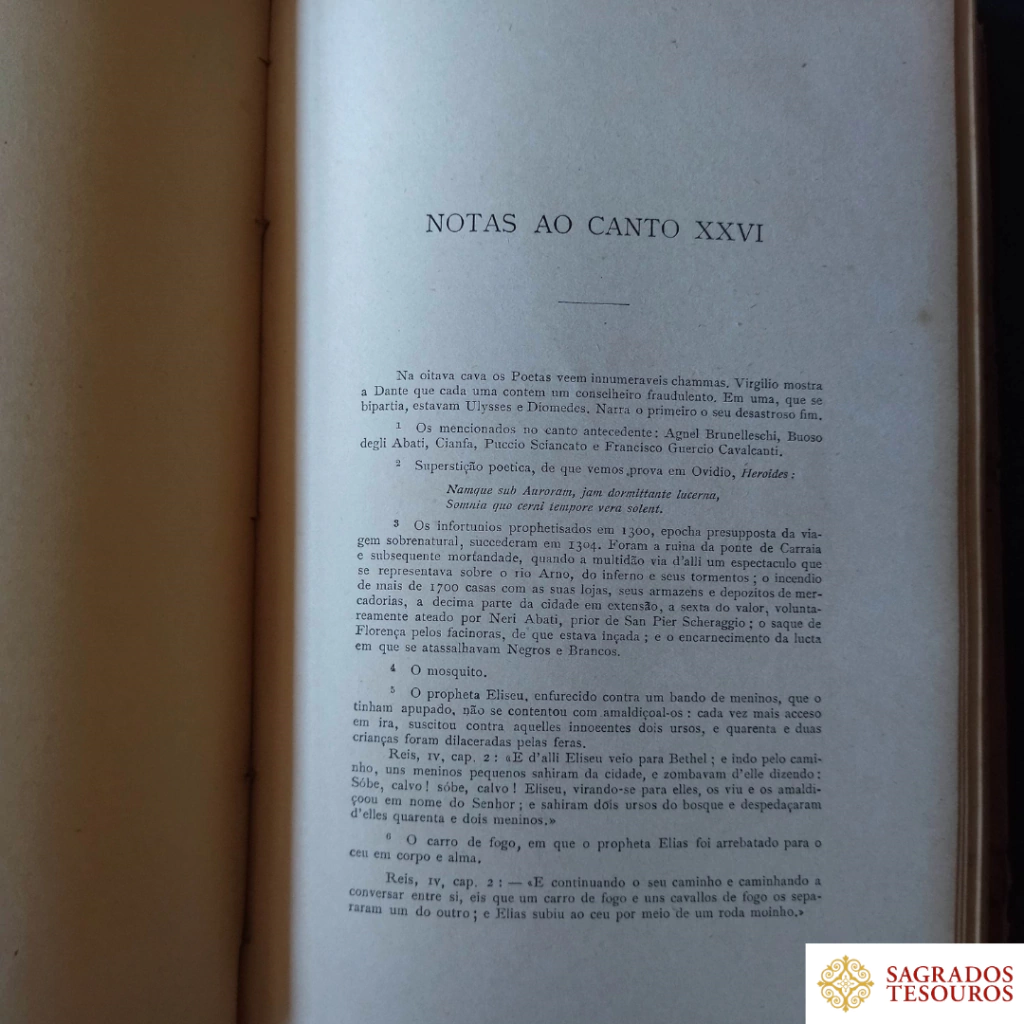 NOTAS AO CANTO XXVI
Na oitava cava os Poetas veem innumeraveis chammas. Virgilio mostra
a Dante que cada uma contém um conselheiro fraudulento. Em uma, que se
bipartia, estavam Ulysses e Diomedes. Narra o primeiro o seu desastroso fim.
1 Os mencionados no canto antecedente: Agnel Brunelleschi, Buoso
degli Abati, Cianfa, Puccio Sciancato e Francisco Guercio Cavalcanti.
2 Superstição poetica, de que vemos prova em Ovidio, Heroides:
Namque sub Auroram, jam dormittante lucerna,
Somnia quo cerni tempore vera solent.
3 Os infortunios prophetisados em 1300, epocha presupposta da via-
gem sobrenatural, succederam em 1304. Foram a ruina da ponte de Carraia
e subsequente mortandade, quando a multidão via d'alli um espectaculo que
se representava sobre o rio Arno, do inferno e seus tormentos; o incendio
de mais de 1700 casas com as suas lojas, seus armazens e depozitos de mer-
cadorias, a decima parte da cidade em extensão, a sexta do valor, volunta-
reamente ateado por Neri Abati, prior de San Pier Scheraggio; o saque de
Florença pelos facinoras, de que estava inçada; e o encarnecimento da lucta
em que se atassalhavam Negros e Brancos.
4 O mosquito.
5 O propheta Eliseu, enfurecido contra um bando de meninos, que o
tinham apupado, não se contentou com amaldiçoal-os: cada vez mais acceso
em ira, suscitou contra aquelles innocentes dois ursos, e quarenta e duas
crianças foram dilaceradas pelas feras.
Reis, IV, cap. 2: «E d'alli Eliseu veio para Bethel; e indo pelo cami-
nho, uns meninos pequenos sahiram da cidade, e zombavam d'elle dizendo:
Sóbe, calvo! sóbe, calvo! Eliseu, virando-se para elles, os viu e os amaldi-
çoou em nome do Senhor; e sahiram dois ursos do bosque e despedaçaram
d'elles quarenta e dois meninos.»
6 O carro de fogo, em que o propheta Elias foi arrebatado para o
ceu em corpo e alma.
Reis, IV, cap. 2: — «E continuando o seu caminho e caminhando a
conversar entre si, eis que um carro de fogo e uns cavallos de fogo os sepa-
raram um do outro; e Elias subiu ao ceu por meio de um roda moinho.»
SAGRADOS
TESOUROS